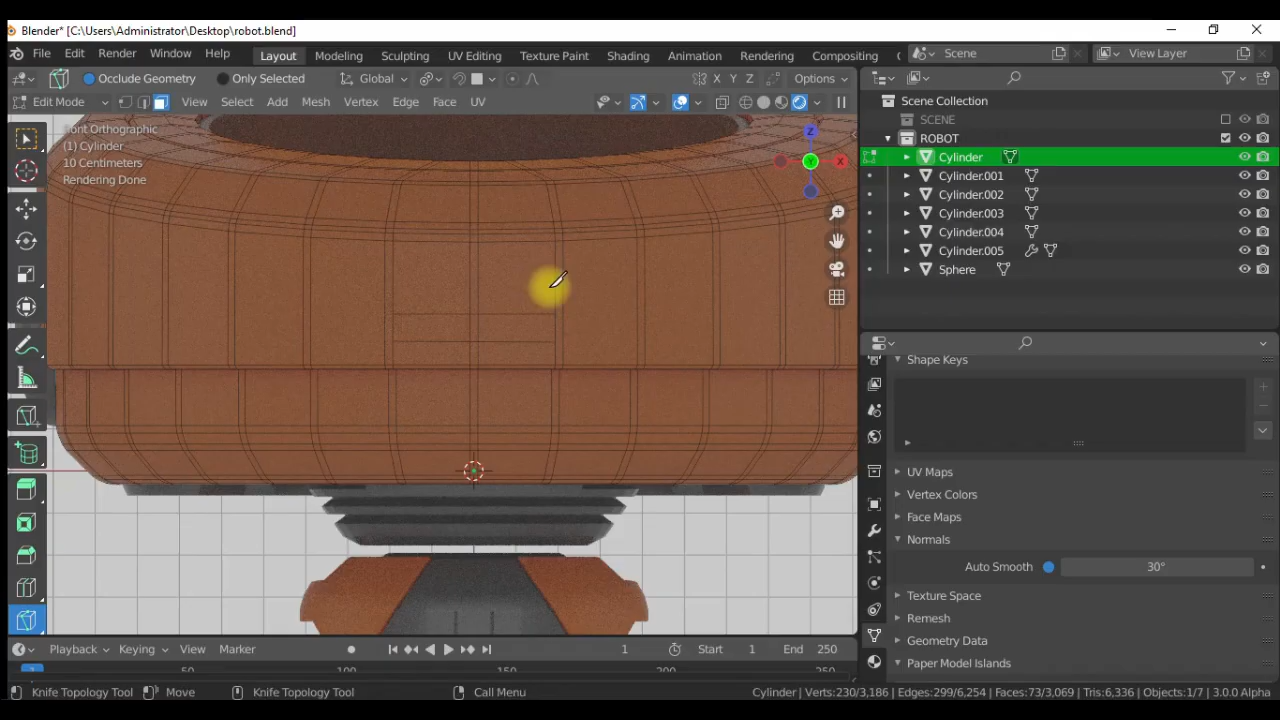 Blender* [C:\Users\Administrator\Desktop\robot.blend]
File Edit Render Window Help Layout Modeling Sculpting UV Editing Texture Paint Shading Animation Rendering Compositing Scene View Layer
Occlude Geometry Only Selected Global X Y Z Options
Edit Mode View Select Add Mesh Vertex Edge Face UV
Front Orthographic
(1) Cylinder
10 Centimeters
Rendering Done
Z
X
Y
Scene Collection
SCENE
ROBOT
Cylinder
Cylinder.001
Cylinder.002
Cylinder.003
Cylinder.004
Cylinder.005
Sphere
Shape Keys
UV Maps
Vertex Colors
Face Maps
Normals
Auto Smooth 30°
Texture Space
Remesh
Geometry Data
Paper Model Islands
Playback Keying View Marker 1 Start 1 End 250
1 50 100 150 200 250
Knife Topology Tool Move Knife Topology Tool Call Menu Cylinder | Verts:230/3,186 | Edges:299/6,254 | Faces:73/3,069 | Tris:6,336 | Objects:1/7 | 3.0.0 Alpha